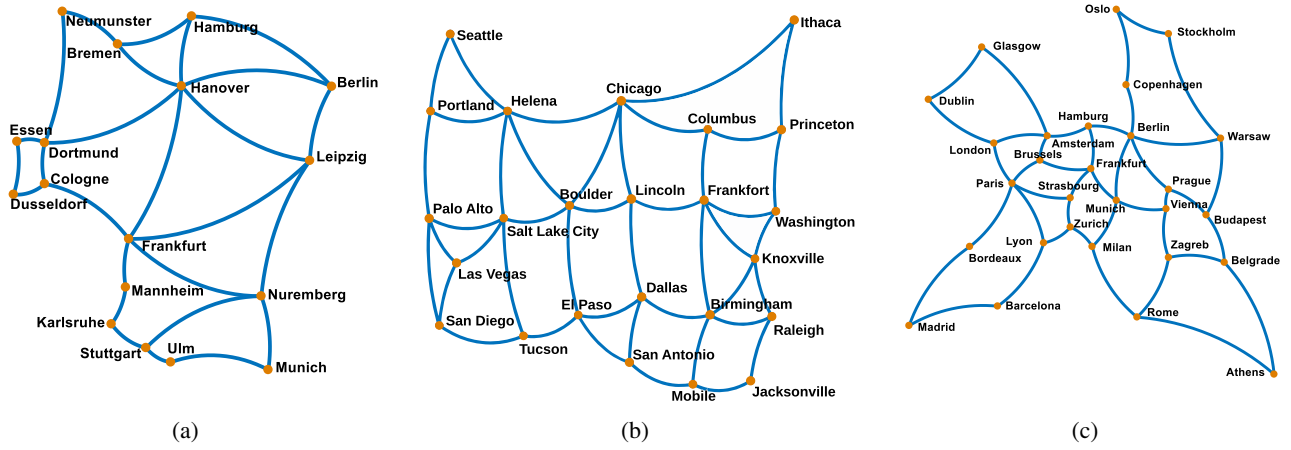 Neumunster
Hamburg
Bremen
Hanover
Berlin
Essen
Dortmund
Leipzig
Cologne
Dusseldorf
Frankfurt
Mannheim
Nuremberg
Karlsruhe
Stuttgart
Ulm
Munich
(a)
Ithaca
Seattle
Chicago
Portland
Helena
Columbus
Princeton
Boulder
Lincoln
Frankfort
Palo Alto
Salt Lake City
Washington
Las Vegas
Knoxville
Dallas
El Paso
Birmingham
San Diego
Raleigh
Tucson
San Antonio
Mobile
Jacksonville
(b)
Oslo
Stockholm
Glasgow
Copenhagen
Dublin
Hamburg
Berlin
Warsaw
London
Amsterdam
Brussels
Frankfurt
Paris
Strasbourg
Prague
Munich
Vienna
Budapest
Zurich
Lyon
Milan
Zagreb
Bordeaux
Belgrade
Barcelona
Rome
Madrid
Athens
(c)